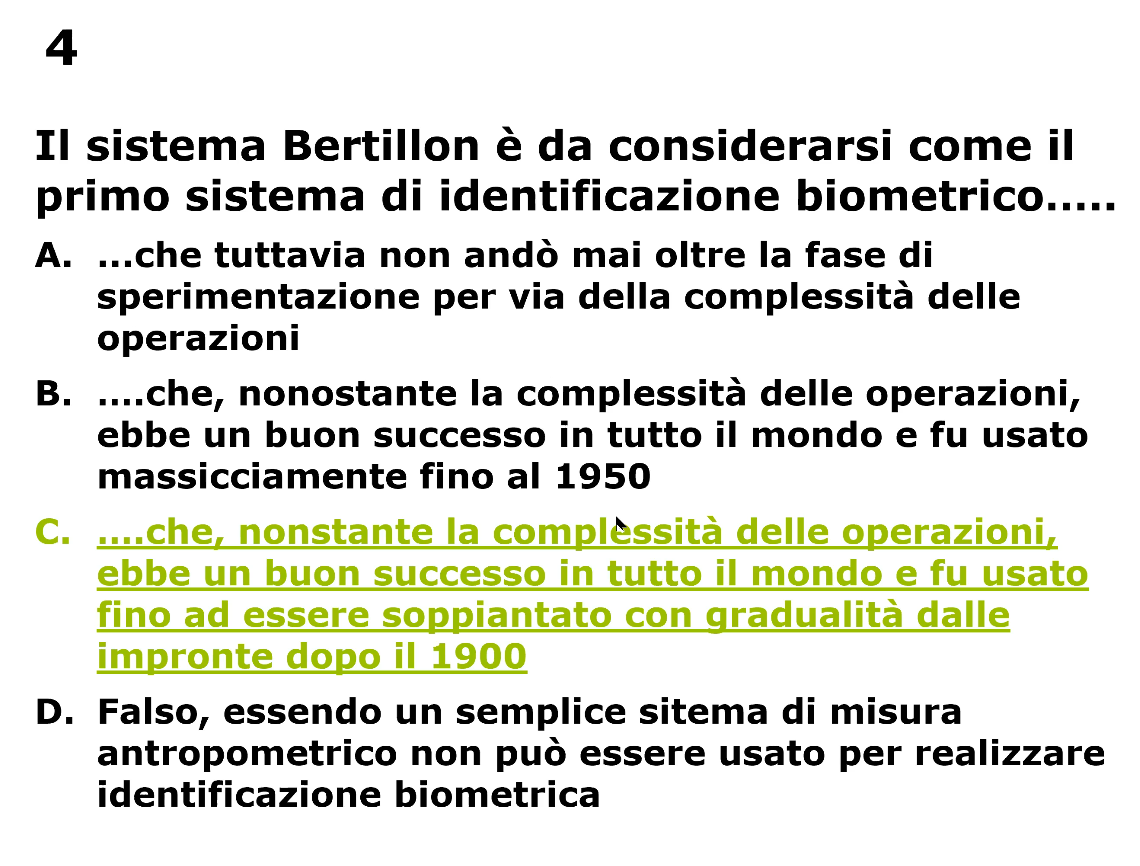 4
Il sistema Bertillon è da considerarsi come il
primo sistema di identificazione biometrico.....
A. ...che tuttavia non andò mai oltre la fase di
sperimentazione per via della complessità delle
operazioni
B. ....che, nonostante la complessità delle operazioni,
ebbe un buon successo in tutto il mondo e fu usato
massicciamente fino al 1950
C. ....che, nonstante la complessità delle operazioni,
ebbe un buon successo in tutto il mondo e fu usato
fino ad essere soppiantato con gradualità dalle
impronte dopo il 1900
D. Falso, essendo un semplice sitema di misura
antropometrico non può essere usato per realizzare
identificazione biometrica